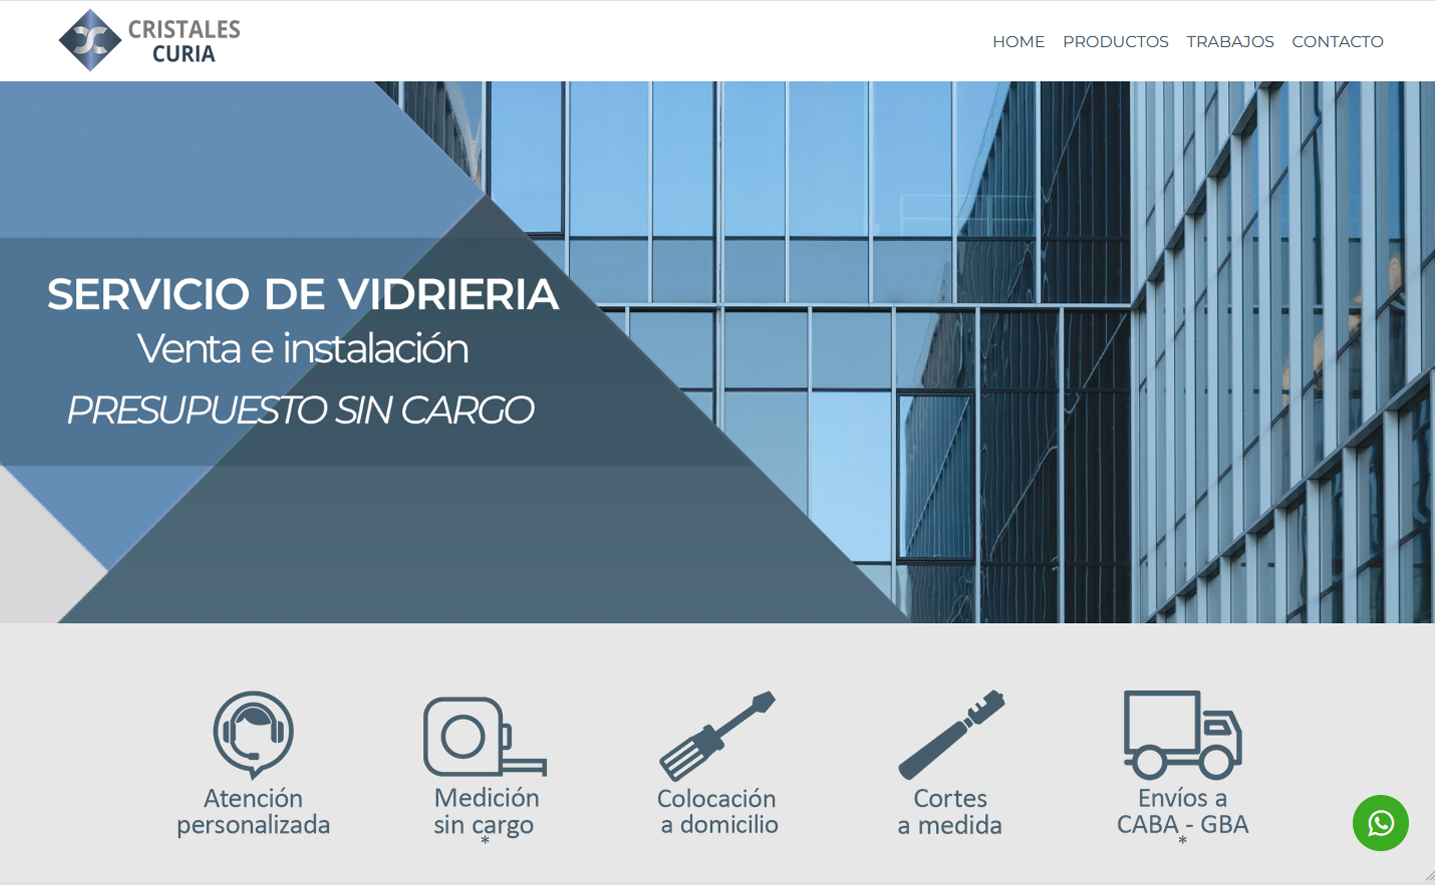 CRISTALES
CURIA
HOME PRODUCTOS TRABAJOS CONTACTO
SERVICIO DE VIDRIERIA
Venta e instalación
PRESUPUESTO SIN CARGO
Atención
personalizada
Medición
sin cargo
*
Colocación
a domicilio
Cortes
a medida
Envíos a
CABA - GBA
*